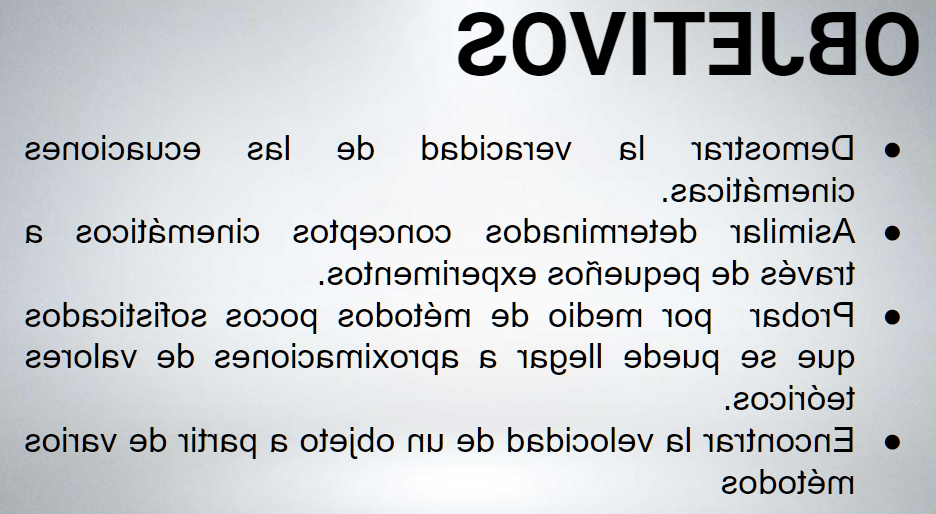 OBJETIVOS
● Demostrar la veracidad de las ecuaciones
cinemáticas.
● Asimilar determinados conceptos cinemáticos a
través de pequeños experimentos.
● Probar por medio de métodos pocos sofisticados
que se puede llegar a aproximaciones de valores
teóricos.
● Encontrar la velocidad de un objeto a partir de varios
métodos